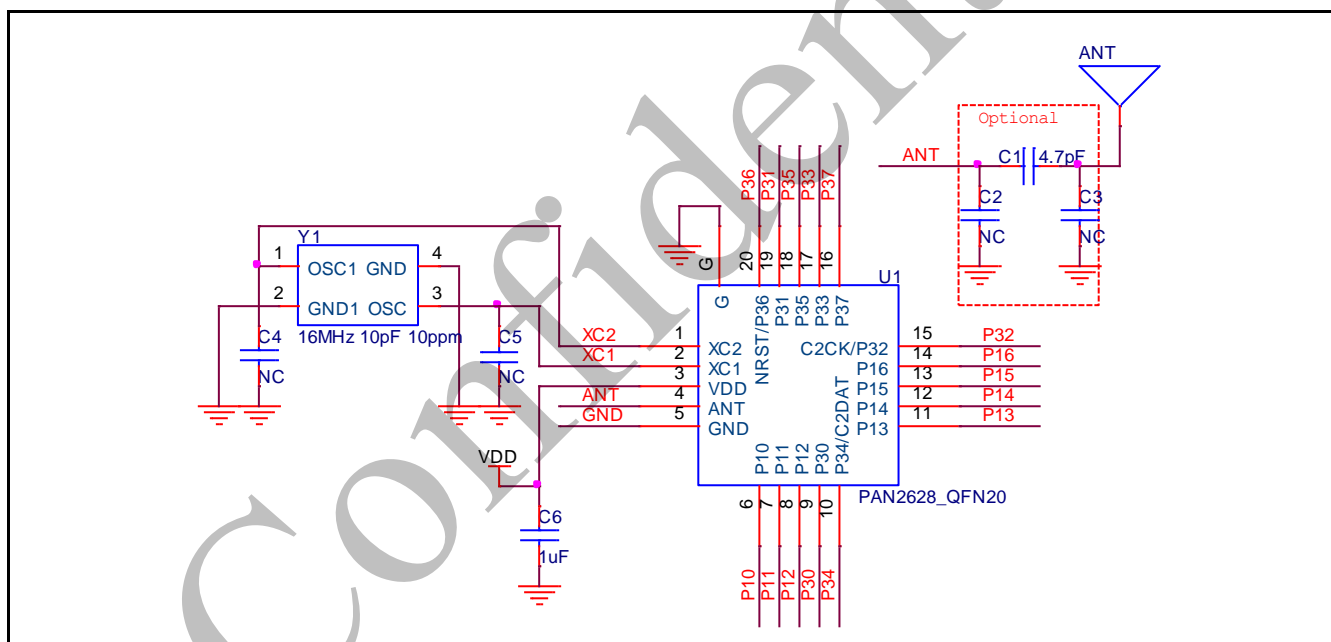 Confident
ANT
Optional
ANT
C1
4.7pF
C2
NC
C3
NC
P36
P31
P35
P33
P37
G
20
19
18
17
16
U1
G
NRST/P36
P31
P35
P33
P37
Y1
1
OSC1
GND
4
2
GND1
OSC
3
16MHz 10pF 10ppm
C4
NC
C5
NC
XC2
1
XC2
XC1
2
XC1
3
VDD
ANT
4
ANT
GND
5
GND
C2CK/P32
15
P32
P16
14
P16
P15
13
P15
P14
12
P14
P13
11
P13
P10
P11
P12
P30
P34/C2DAT
6
7
8
9
10
PAN2628_QFN20
P10
P11
P12
P30
P34
VDD
C6
1uF